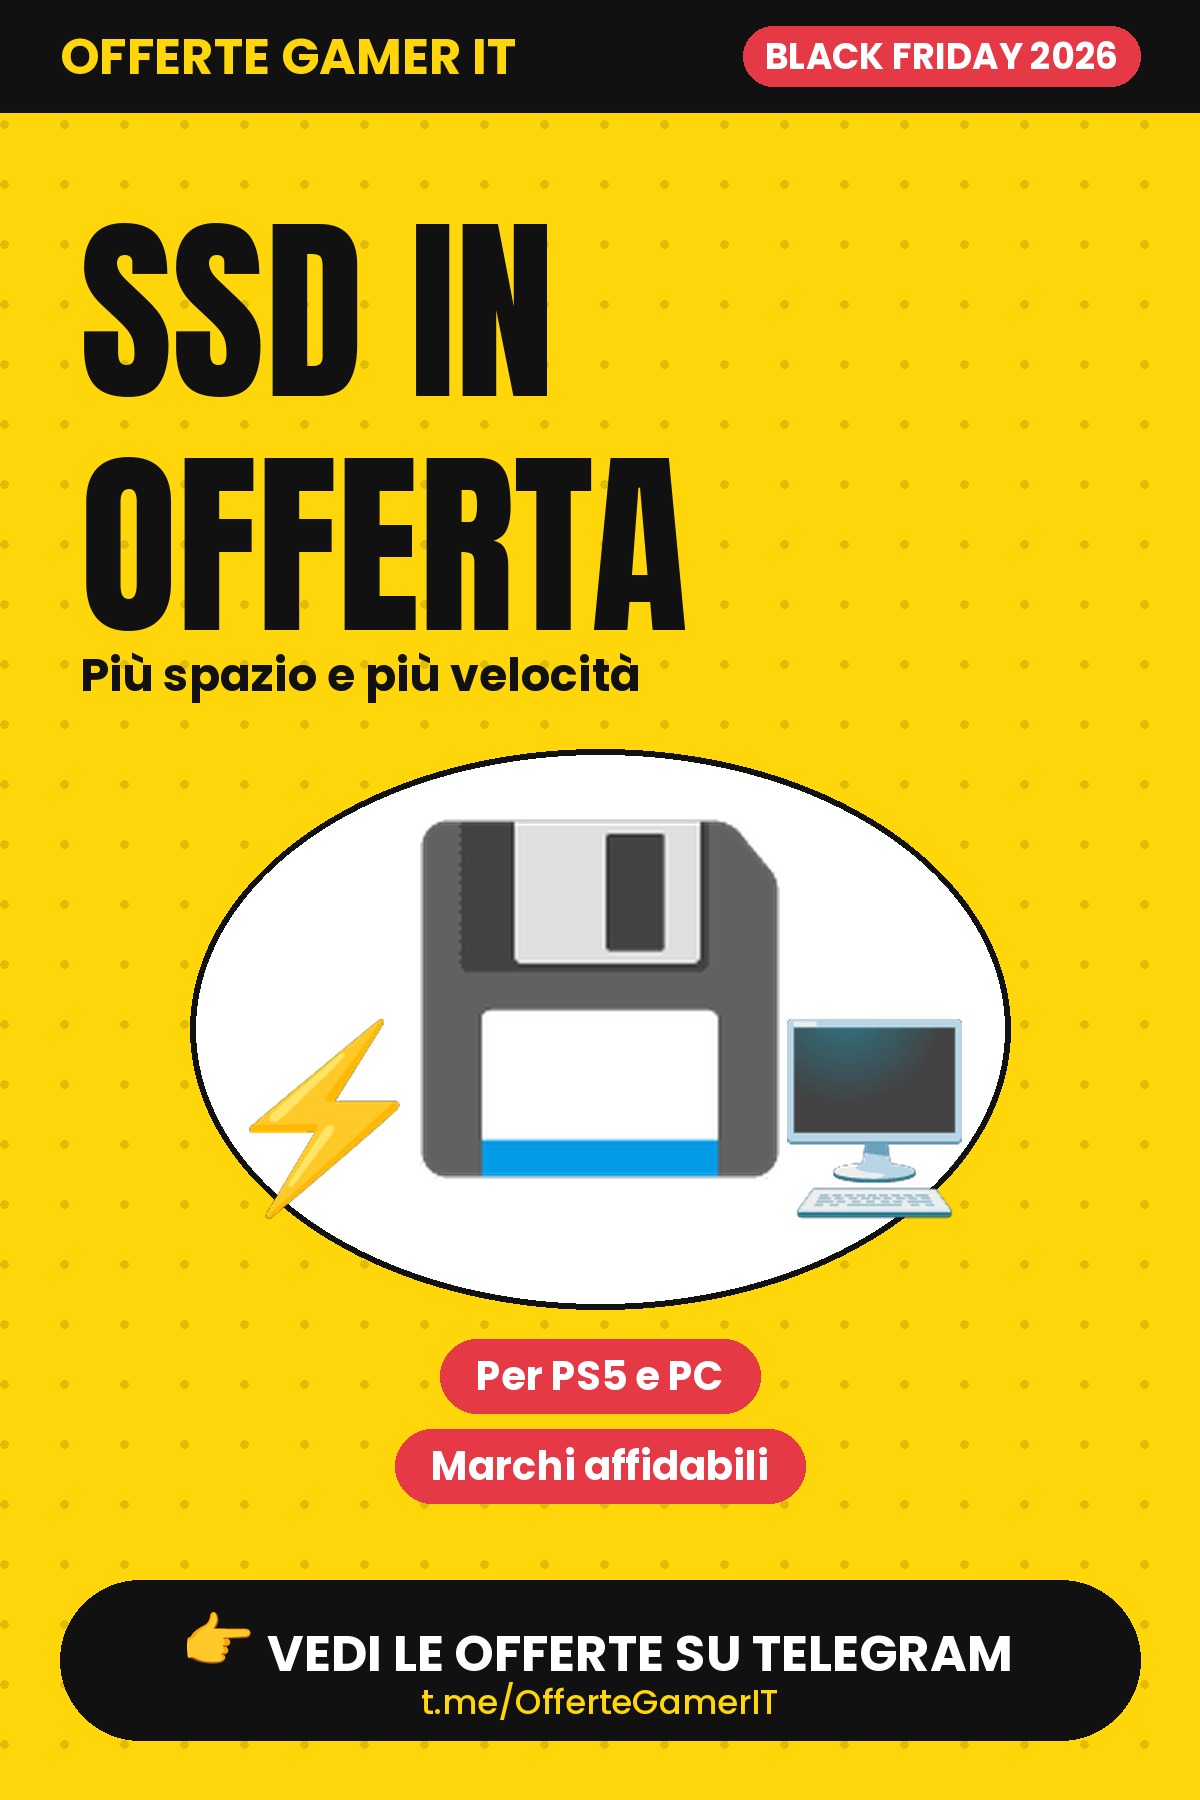 OFFERTE GAMER IT
BLACK FRIDAY 2026
SSD IN
OFFERTA
Più spazio e più velocità
Per PS5 e PC
Marchi affidabili
👉 VEDI LE OFFERTE SU TELEGRAM
t.me/OfferteGamerIT